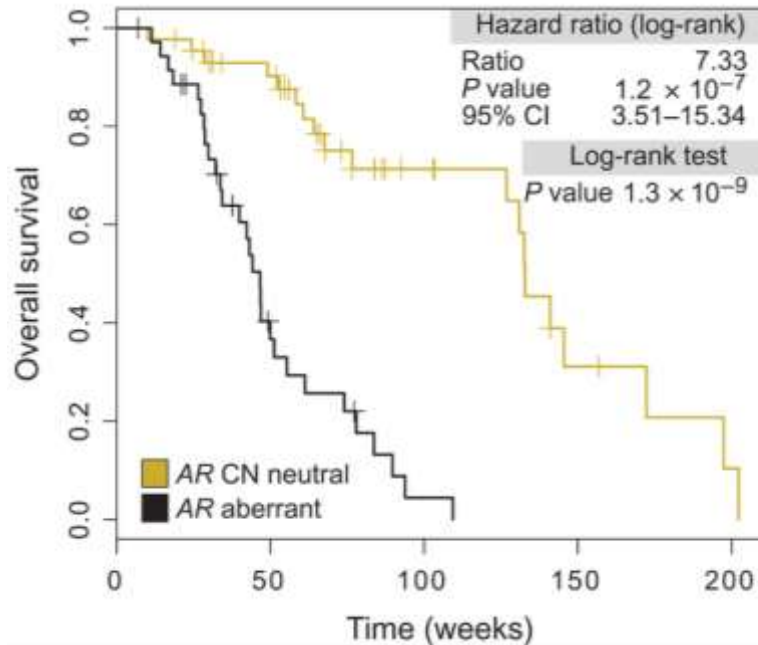 Hazard ratio (log-rank)
Ratio 7.33
P value 1.2 × 10⁻⁷
95% CI 3.51–15.34
Log-rank test
P value 1.3 × 10⁻⁹
Overall survival
1.0
0.8
0.6
0.4
0.2
0.0
AR CN neutral
AR aberrant
0 50 100 150 200
Time (weeks)